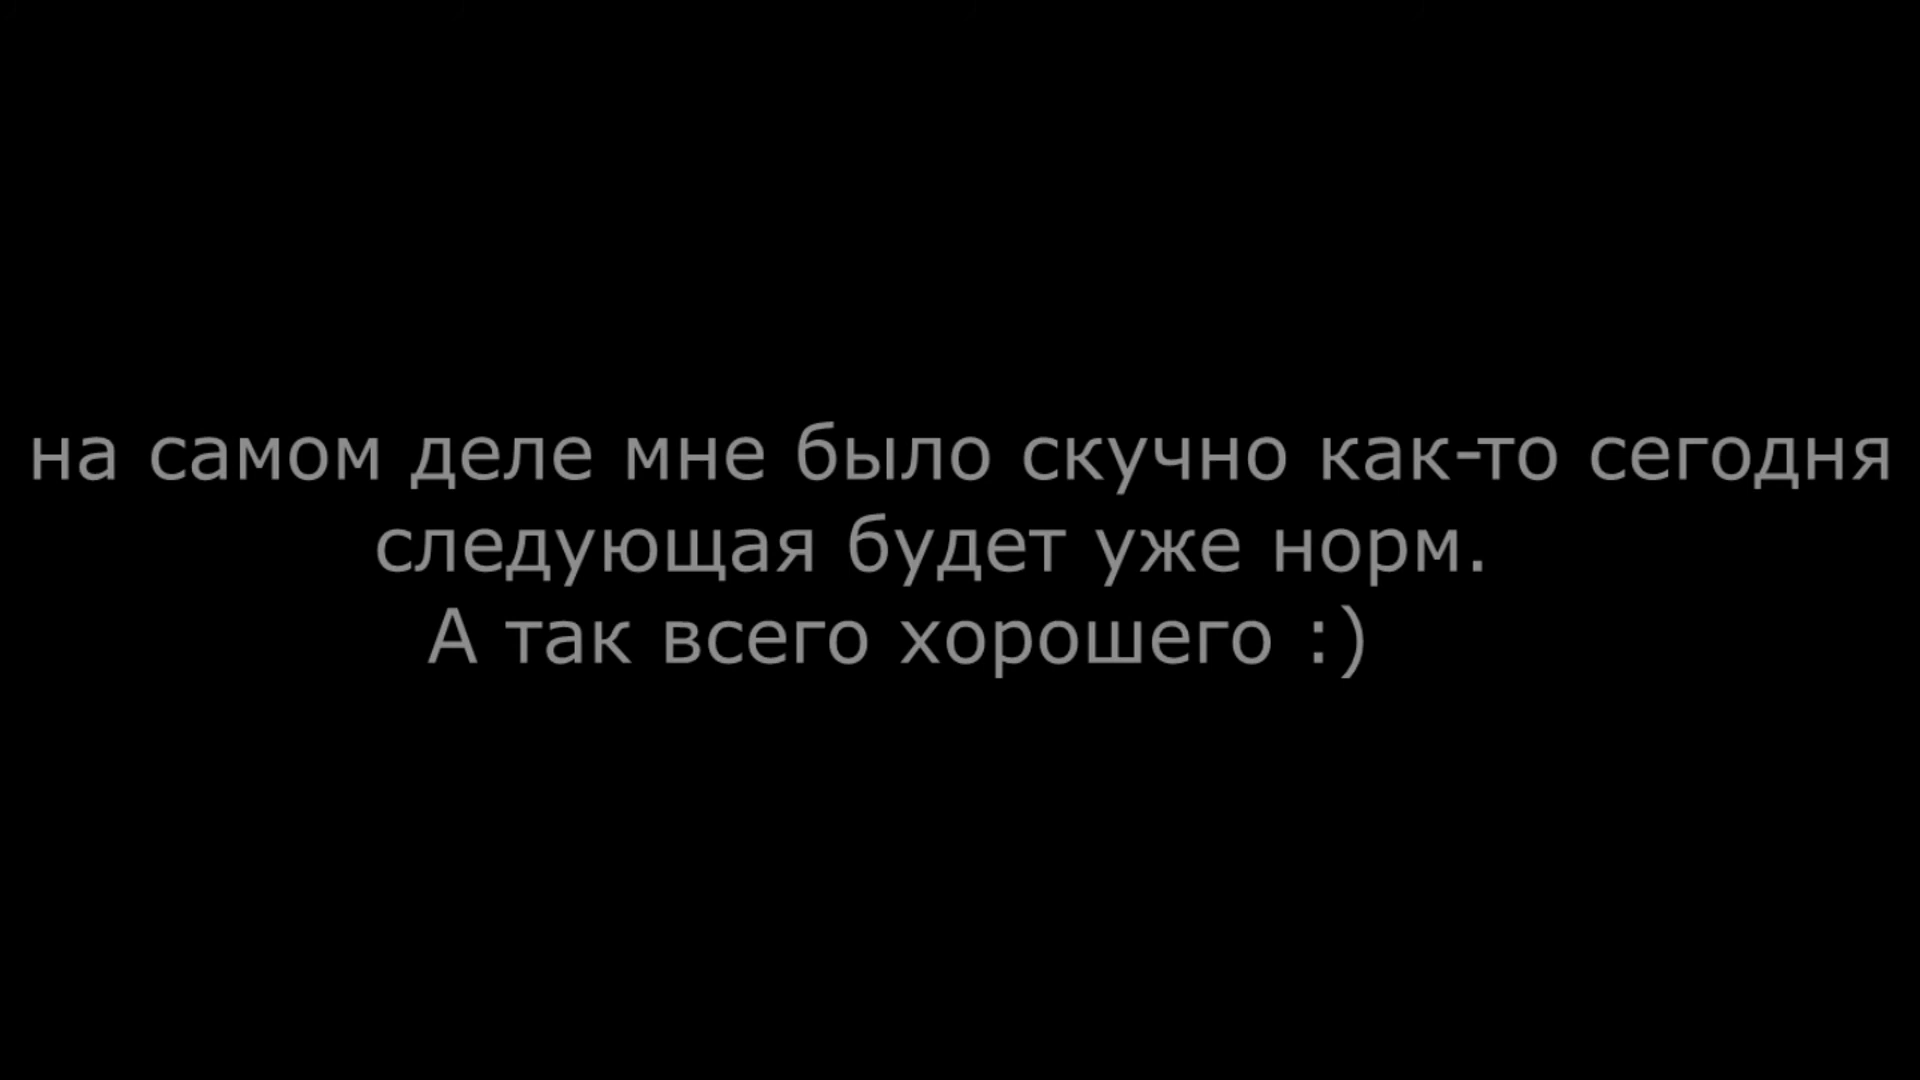 на самом деле мне было скучно как-то сегодня
следующая будет уже норм.
А так всего хорошего :)